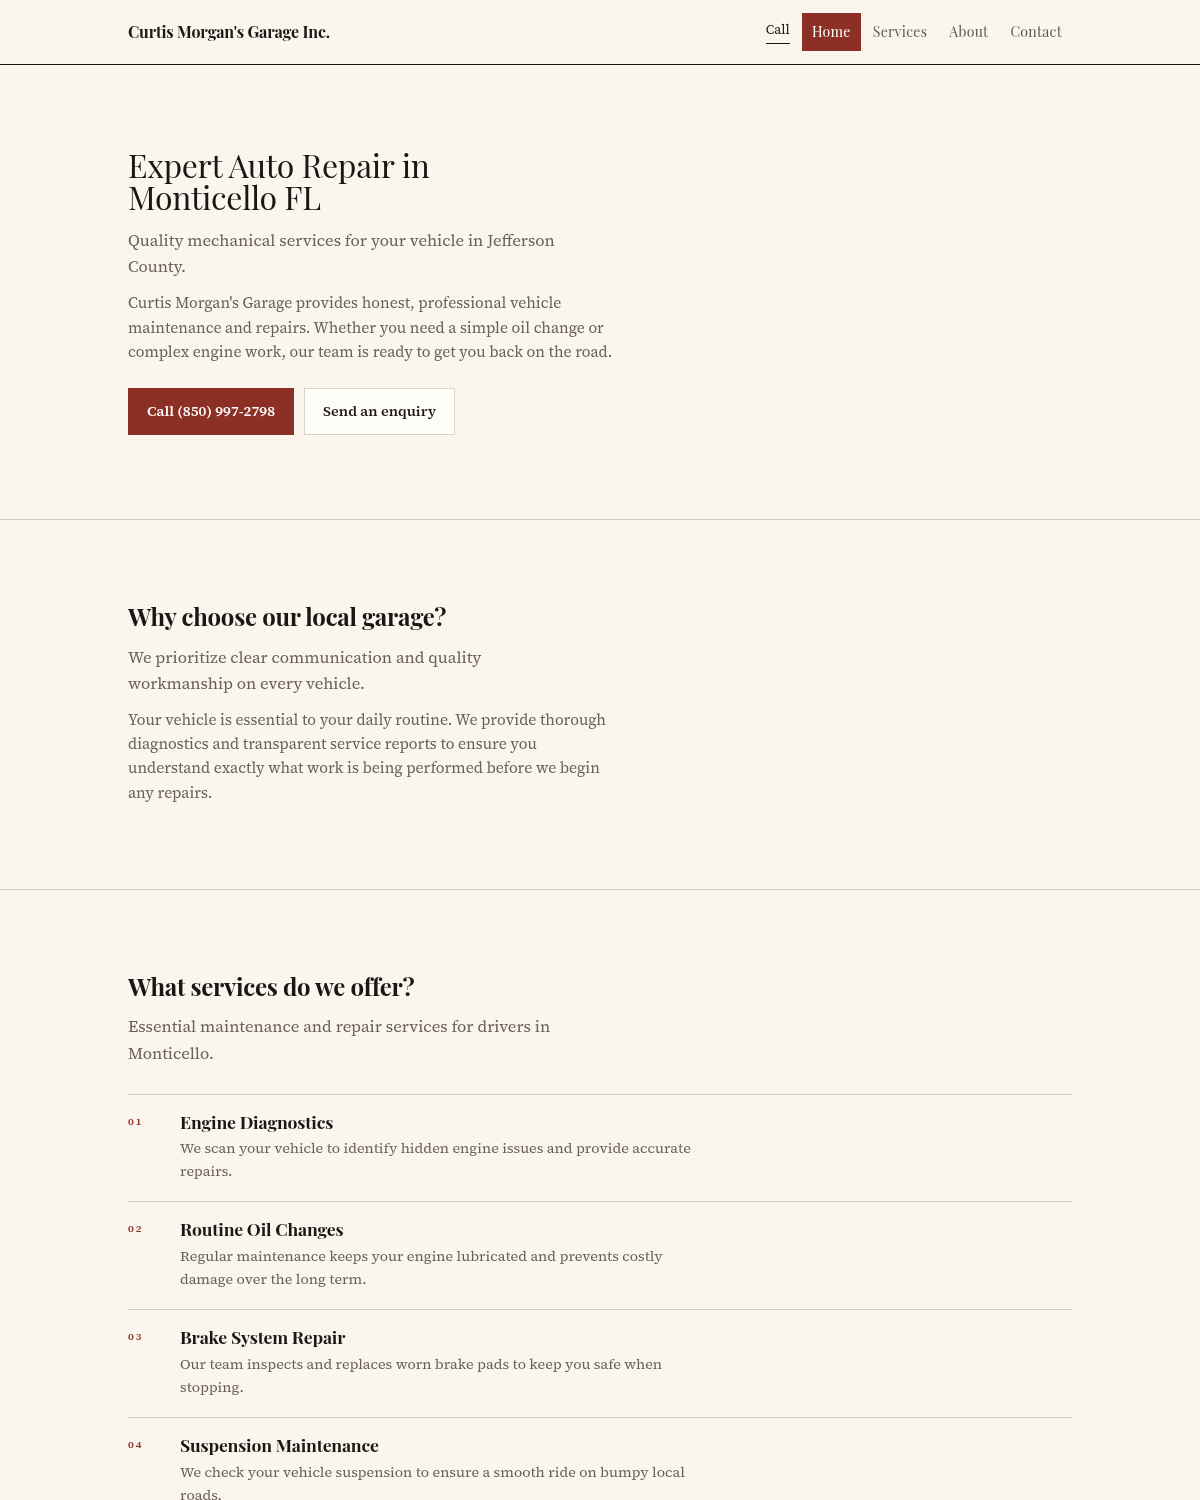 Curtis Morgan's Garage Inc.
Call
Home
Services
About
Contact
Expert Auto Repair in
Monticello FL
Quality mechanical services for your vehicle in Jefferson
County.
Curtis Morgan's Garage provides honest, professional vehicle
maintenance and repairs. Whether you need a simple oil change or
complex engine work, our team is ready to get you back on the road.
Call (850) 997-2798
Send an enquiry
Why choose our local garage?
We prioritize clear communication and quality
workmanship on every vehicle.
Your vehicle is essential to your daily routine. We provide thorough
diagnostics and transparent service reports to ensure you
understand exactly what work is being performed before we begin
any repairs.
What services do we offer?
Essential maintenance and repair services for drivers in
Monticello.
01
Engine Diagnostics
We scan your vehicle to identify hidden engine issues and provide accurate
repairs.
02
Routine Oil Changes
Regular maintenance keeps your engine lubricated and prevents costly
damage over the long term.
03
Brake System Repair
Our team inspects and replaces worn brake pads to keep you safe when
stopping.
04
Suspension Maintenance
We check your vehicle suspension to ensure a smooth ride on bumpy local
roads.